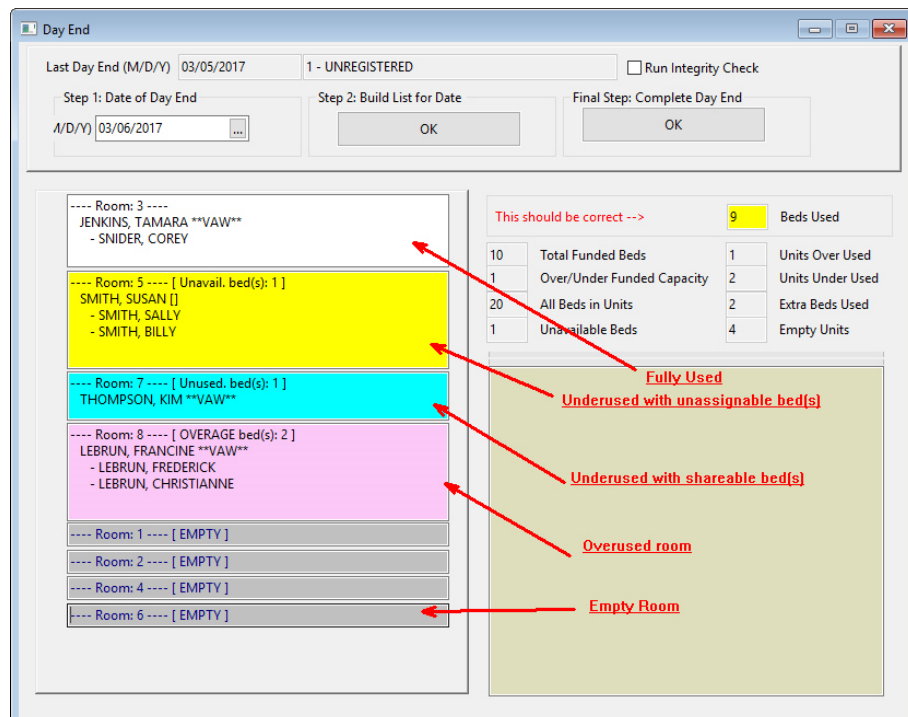 Day End
Last Day End (M/D/Y) 03/05/2017 1 - UNREGISTERED Run Integrity Check
Step 1: Date of Day End Step 2: Build List for Date Final Step: Complete Day End
M/D/Y) 03/06/2017 ... OK OK
---- Room: 3 ----
JENKINS, TAMARA **VAW**
- SNIDER, COREY
---- Room: 5 ---- [ Unavail. bed(s): 1 ]
SMITH, SUSAN []
- SMITH, SALLY
- SMITH, BILLY
---- Room: 7 ---- [ Unused. bed(s): 1 ]
THOMPSON, KIM **VAW**
---- Room: 8 ---- [ OVERAGE bed(s): 2 ]
LEBRUN, FRANCINE **VAW**
- LEBRUN, FREDERICK
- LEBRUN, CHRISTIANNE
---- Room: 1 ---- [ EMPTY ]
---- Room: 2 ---- [ EMPTY ]
---- Room: 4 ---- [ EMPTY ]
---- Room: 6 ---- [ EMPTY ]
This should be correct --> 9 Beds Used
10 Total Funded Beds 1 Units Over Used
1 Over/Under Funded Capacity 2 Units Under Used
20 All Beds in Units 2 Extra Beds Used
1 Unavailable Beds 4 Empty Units
Fully Used
Underused with unassignable bed(s)
Underused with shareable bed(s)
Overused room
Empty Room